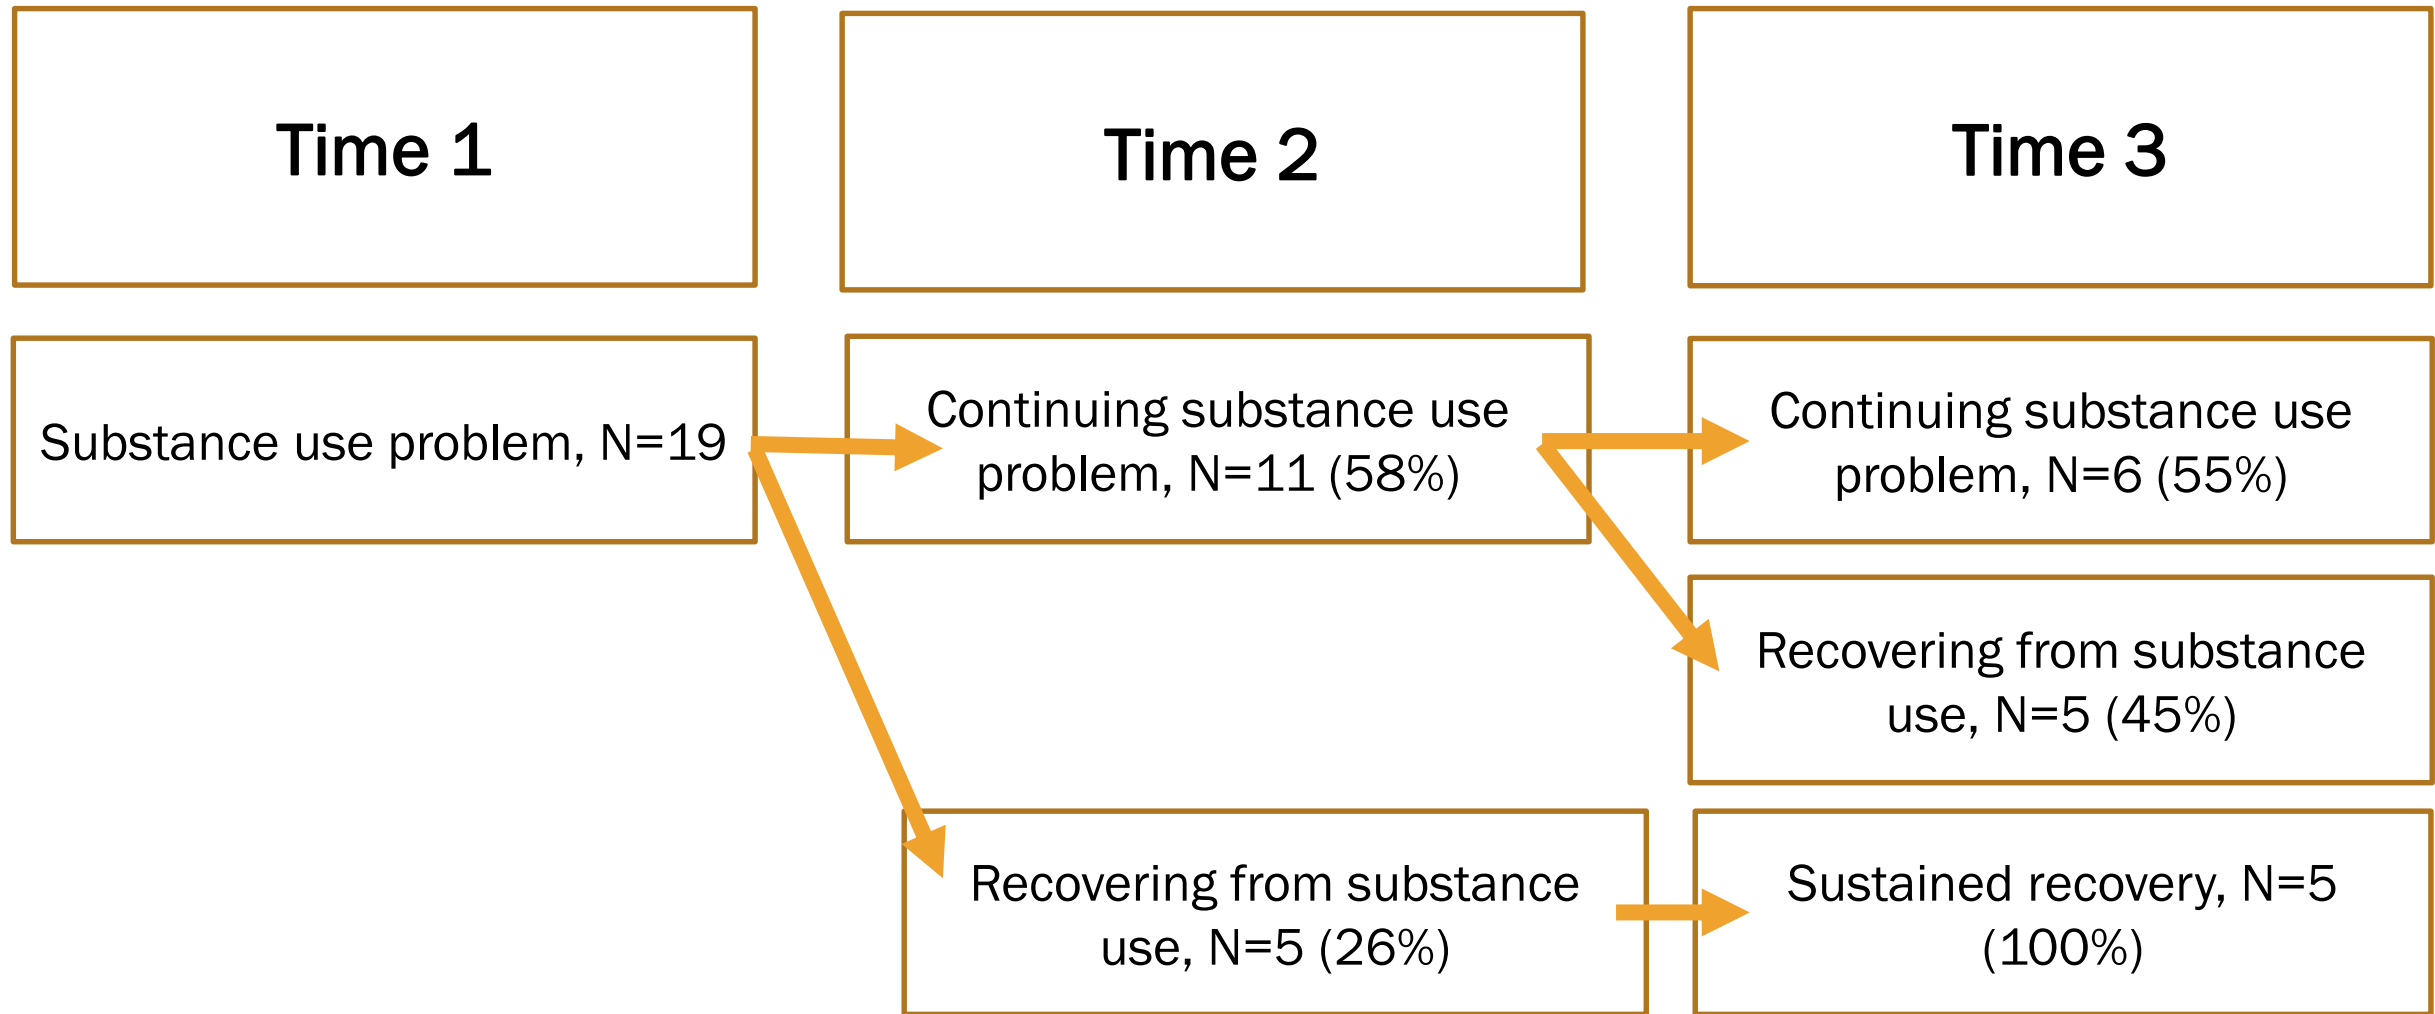 Time 1
Time 2
Time 3
Substance use problem, N=19
Continuing substance use
problem, N=11 (58%)
Continuing substance use
problem, N=6 (55%)
Recovering from substance
use, N=5 (45%)
Recovering from substance
use, N=5 (26%)
Sustained recovery, N=5
(100%)